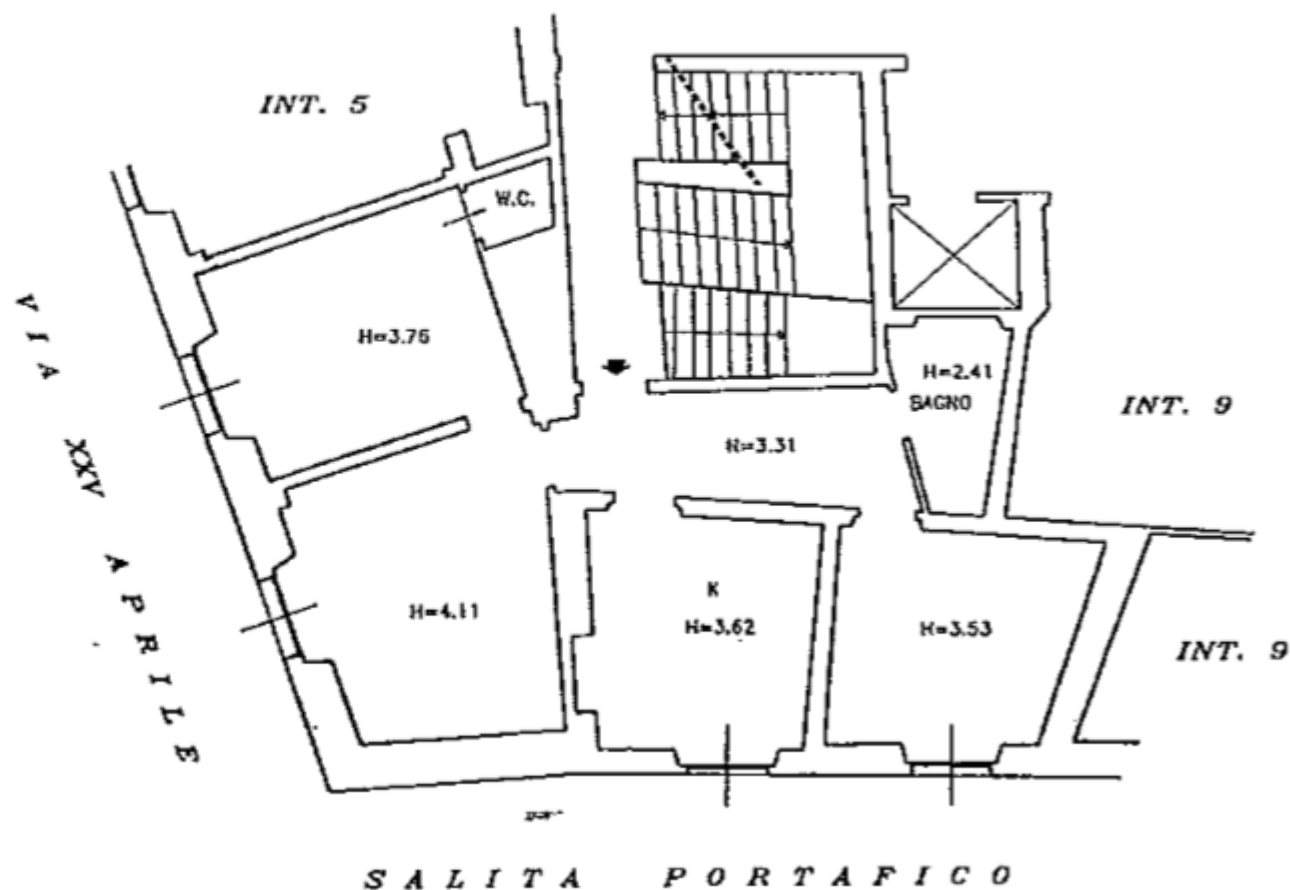 INT. 5
W.C.
H=3.76
H=2.41
BAGNO
INT. 9
H=3.31
VIA XXV APRILE
H=4.11
K
H=3.62
H=3.53
INT. 9
SALITA PORTAFICO